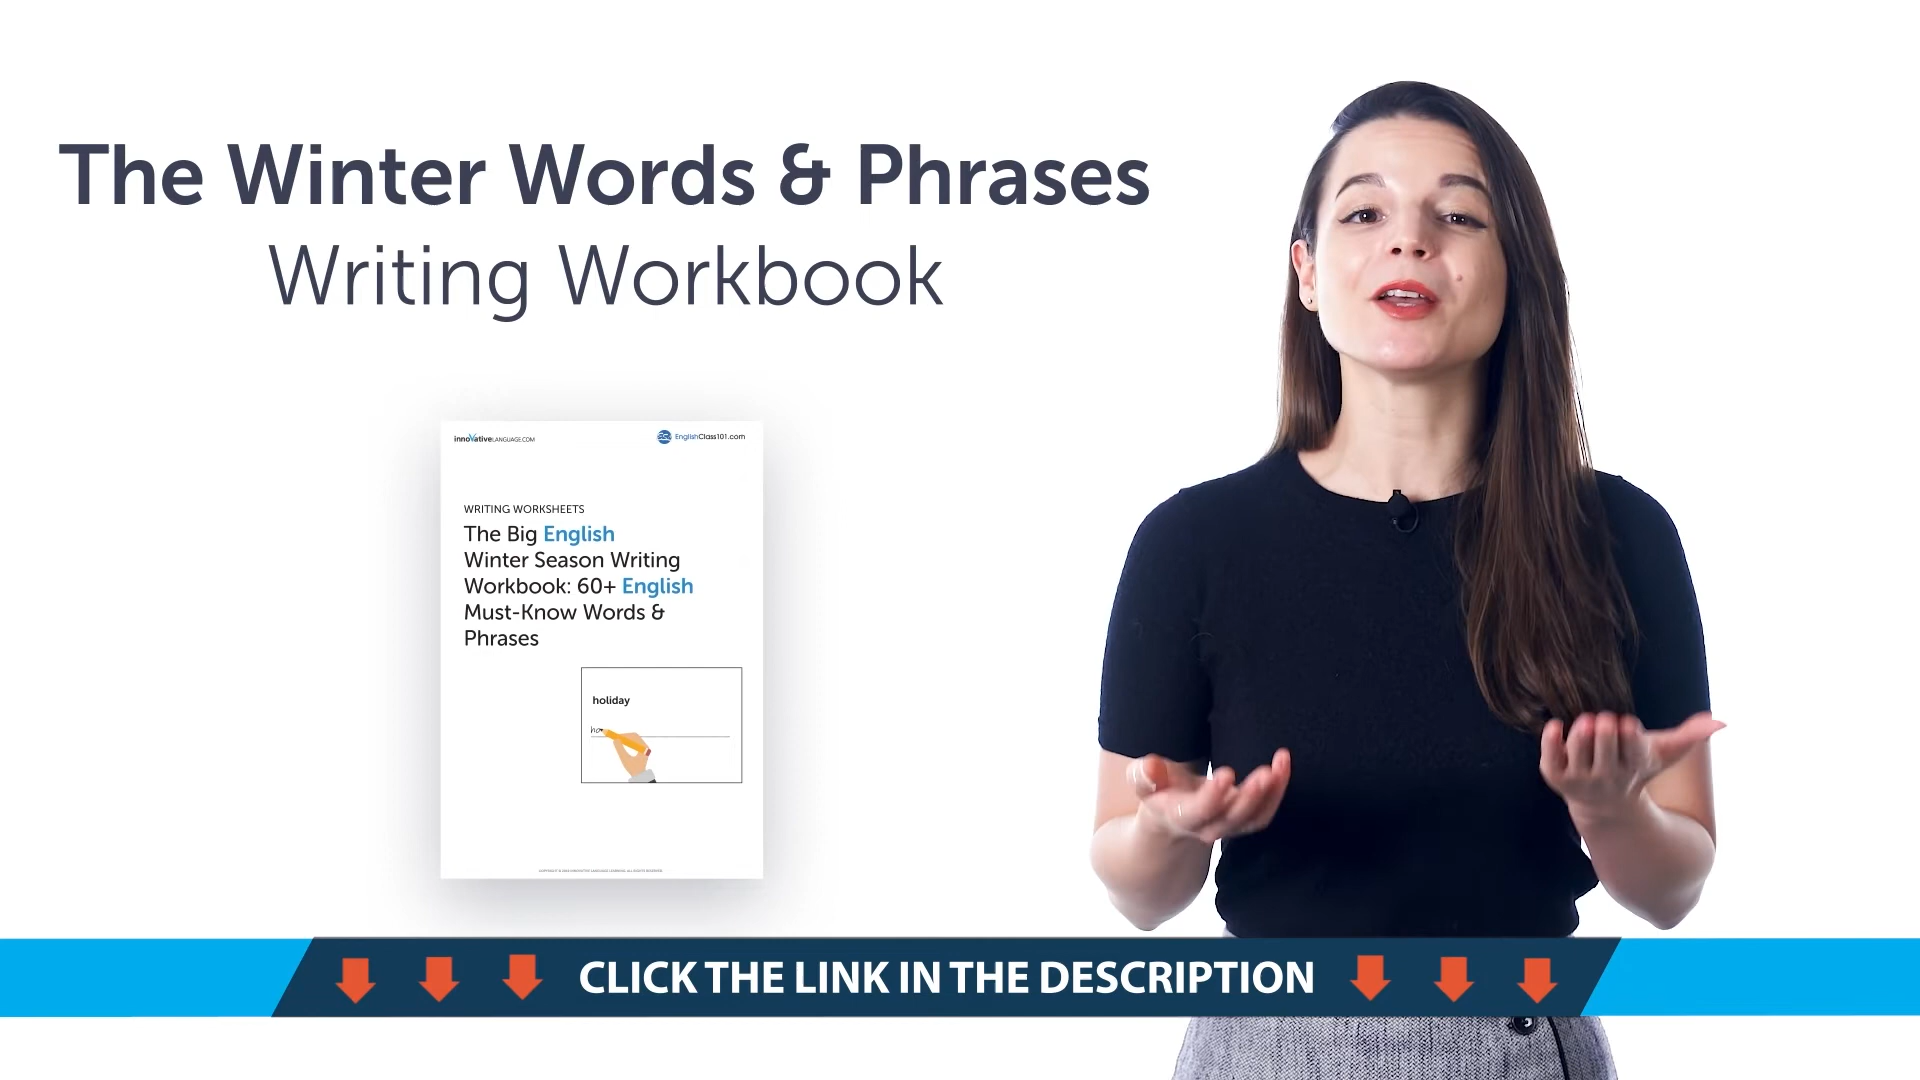 The Winter Words & Phrases
Writing Workbook
innoVativeLANGUAGE.COM
EnglishClass101.com
WRITING WORKSHEETS
The Big English
Winter Season Writing
Workbook: 60+ English
Must-Know Words &
Phrases
holiday
ho
CLICK THE LINK IN THE DESCRIPTION